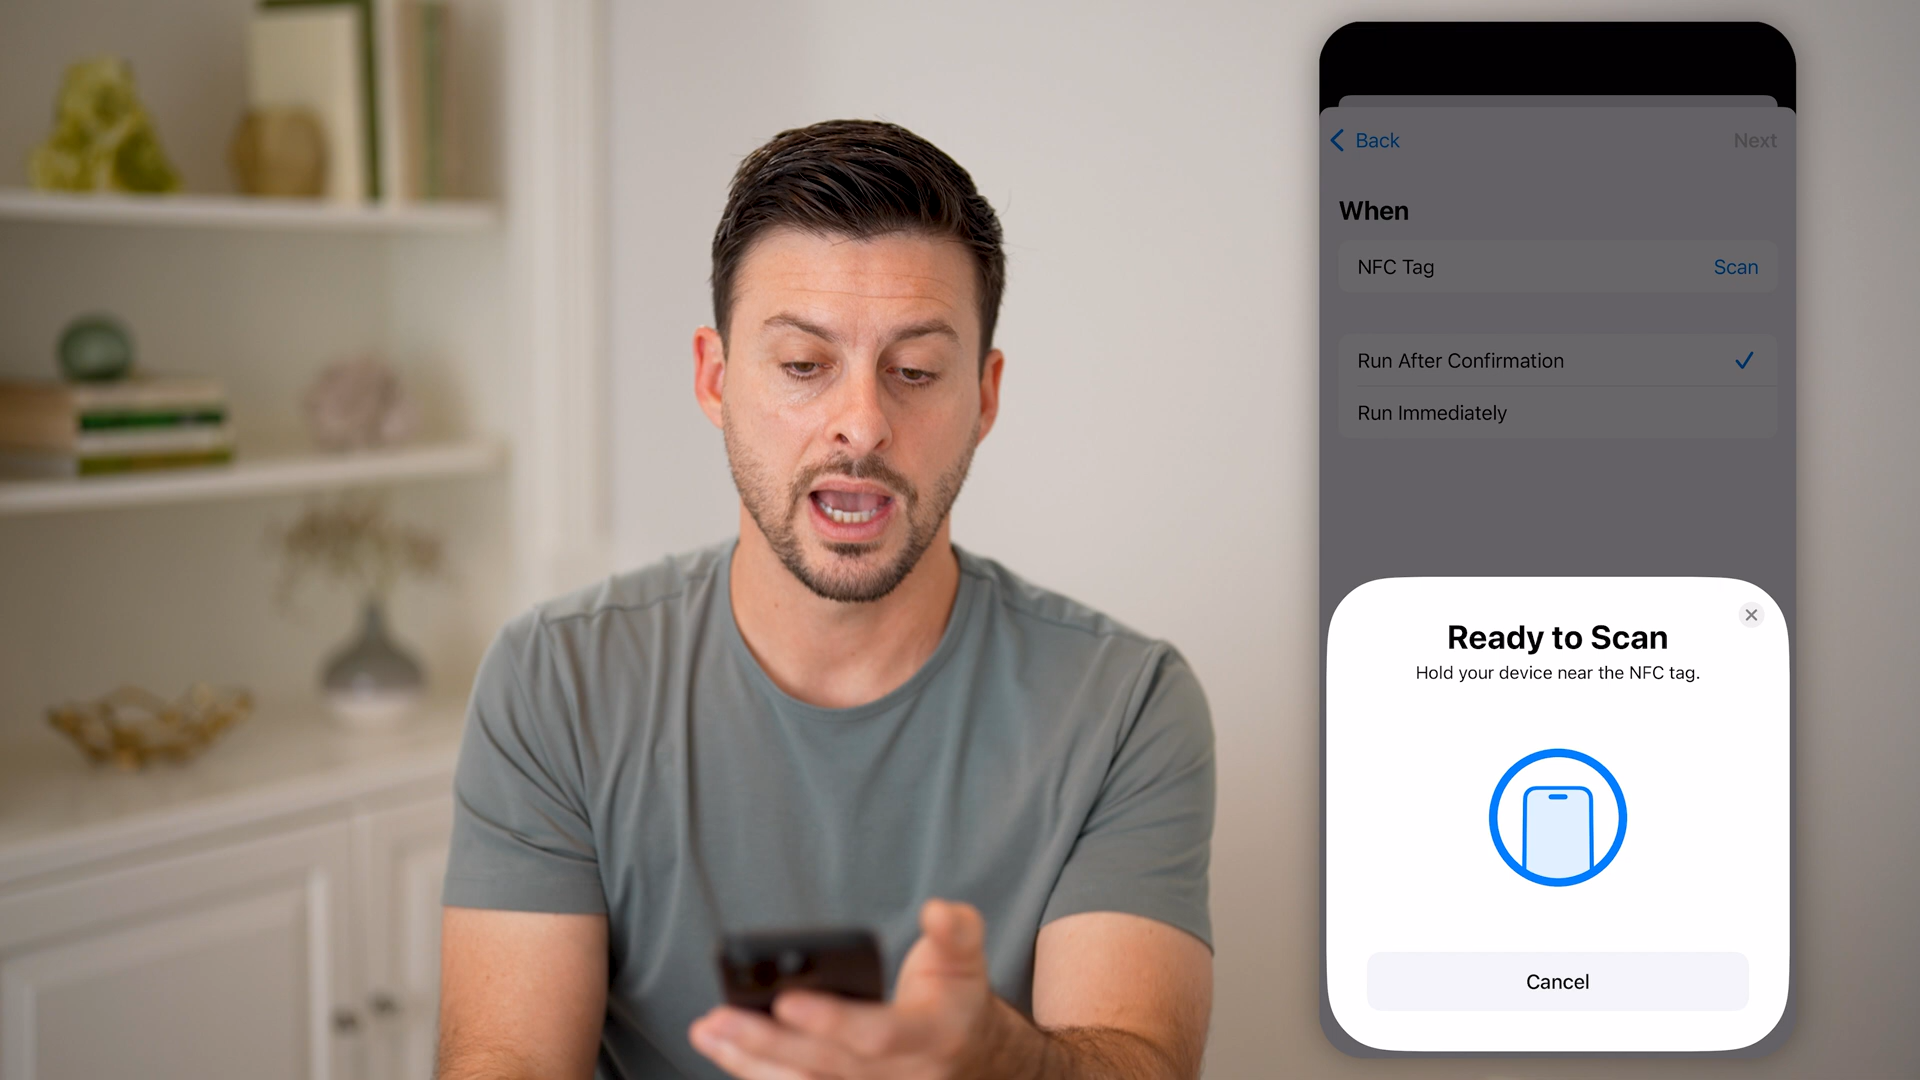 Back
Next
When
NFC Tag
Scan
Run After Confirmation
Run Immediately
Ready to Scan
Hold your device near the NFC tag.
Cancel